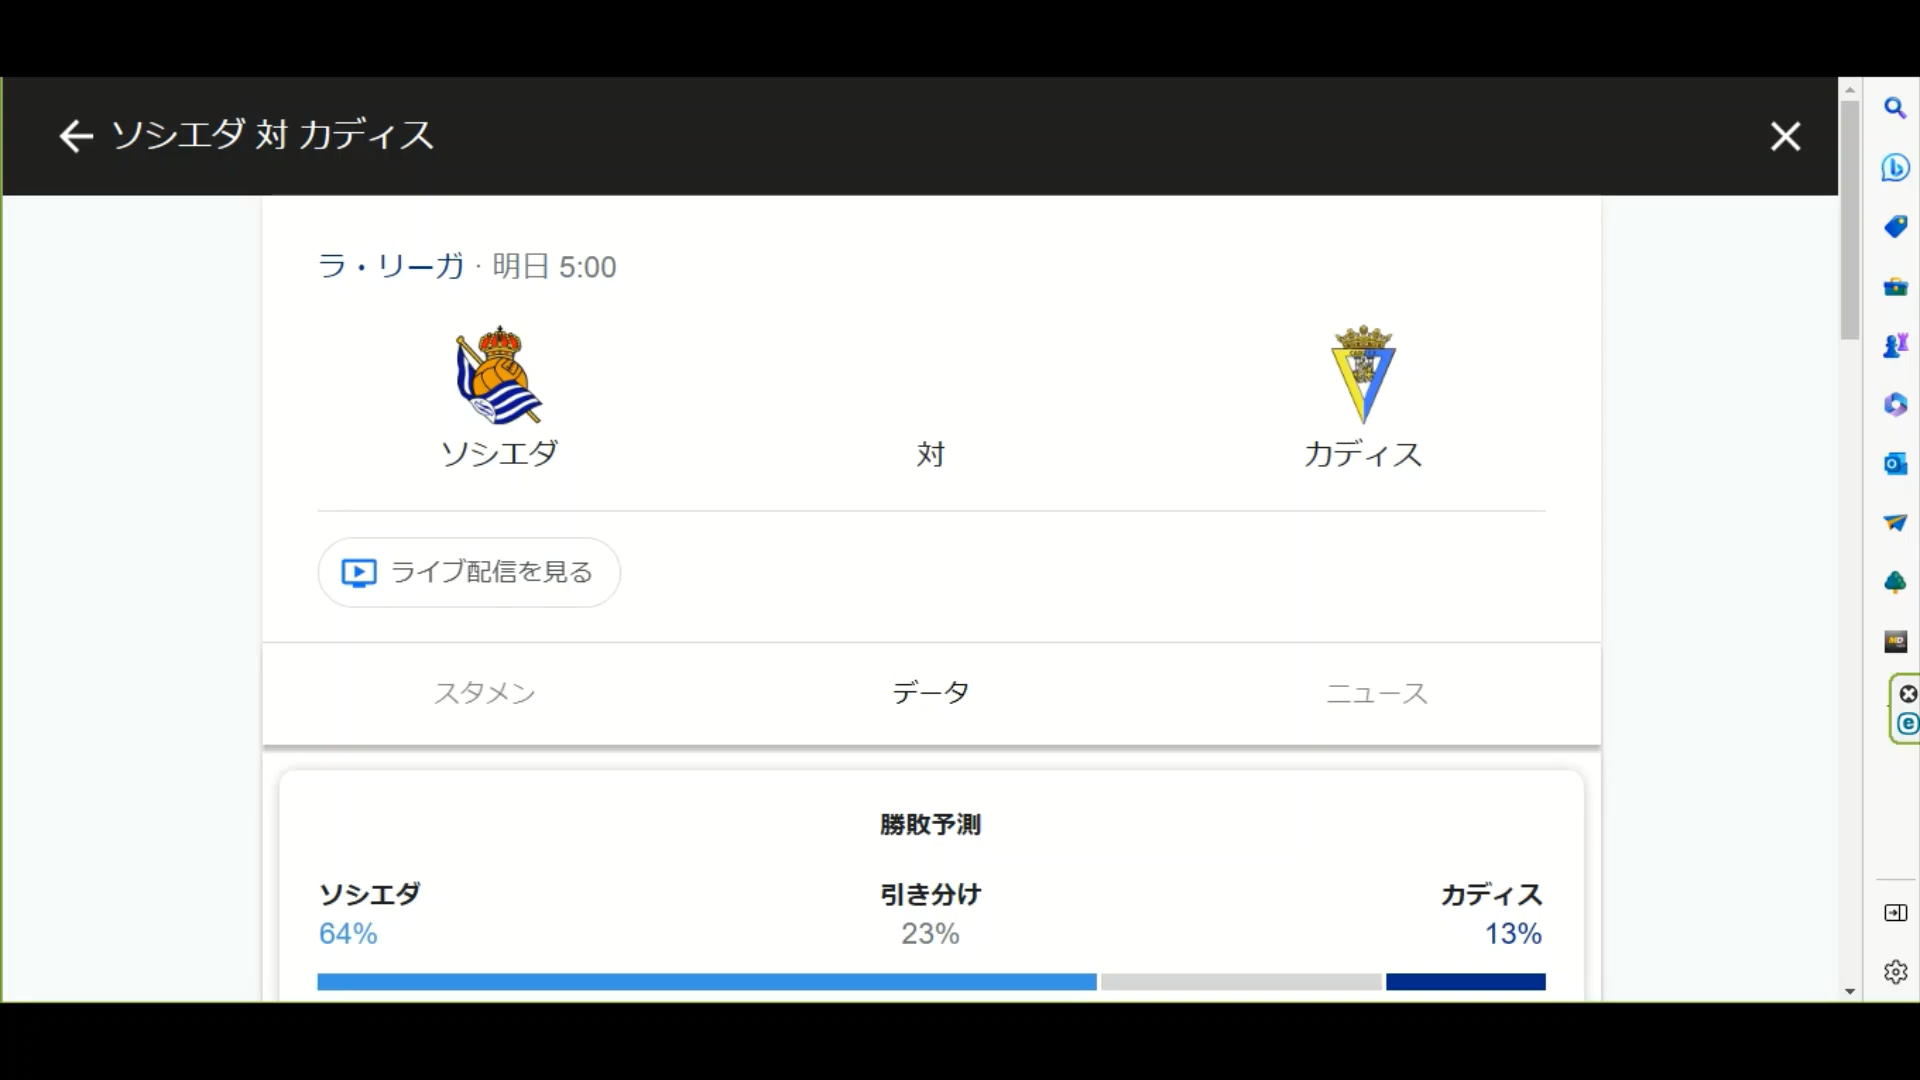 ソシエダ 対 カディス
ラ・リーガ · 明日 5:00
ソシエダ 対 カディス
ライブ配信を見る
スタメン データ ニュース
勝敗予測
ソシエダ 引き分け カディス
64% 23% 13%